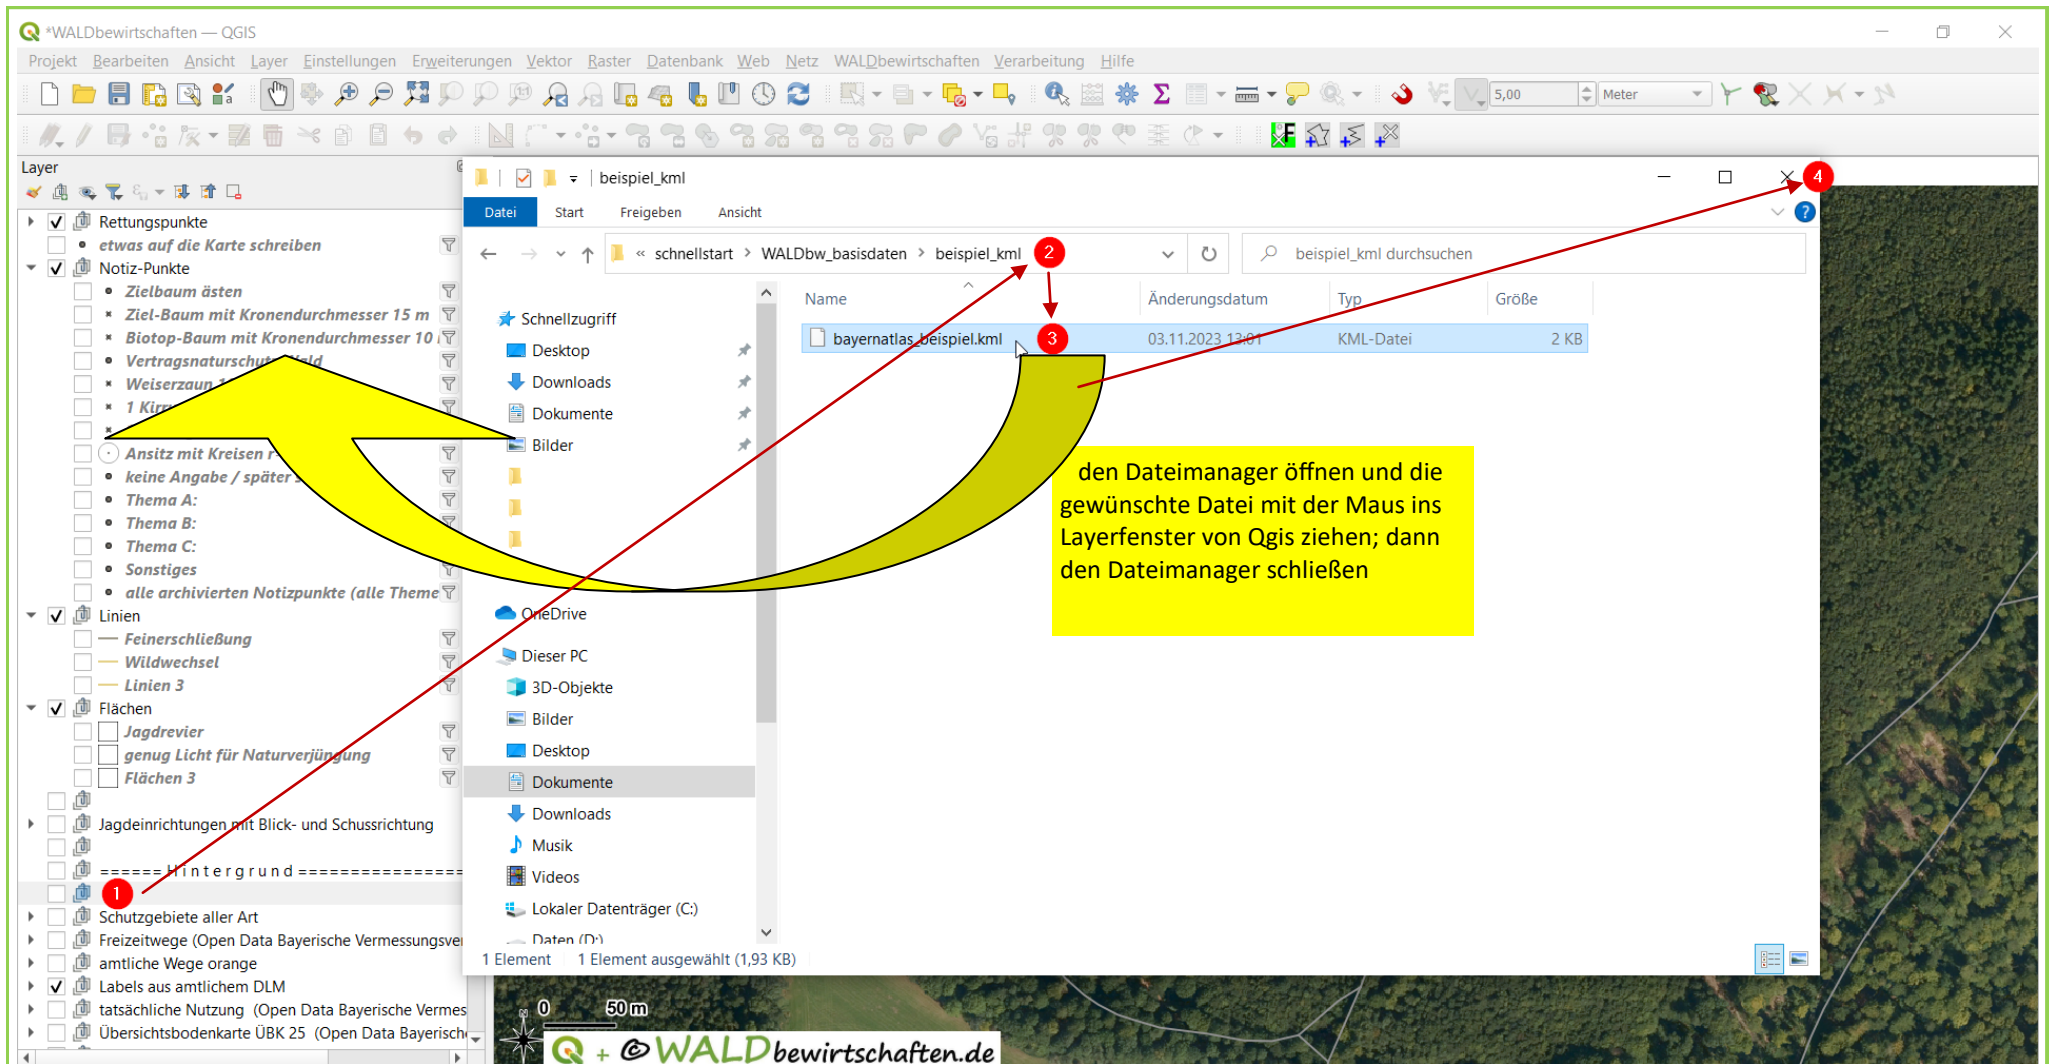 *WALDbewirtschaften — QGIS
Projekt Bearbeiten Ansicht Layer Einstellungen Erweiterungen Vektor Raster Datenbank Web Netz WALDbewirtschaften Verarbeitung Hilfe
5,00 Meter
Layer
Rettungspunkte
etwas auf die Karte schreiben
Notiz-Punkte
Zielbaum ästen
Ziel-Baum mit Kronendurchmesser 15 m
Biotop-Baum mit Kronendurchmesser 10
Vertragsnaturschutz Wald
Weiserzaun
1
Ansitz mit Kreisen
keine Angabe / später
Thema A:
Thema B:
Thema C:
Sonstiges
alle archivierten Notizpunkte (alle Theme
Linien
Feinerschließung
Wildwechsel
Linien 3
Flächen
Jagdrevier
genug Licht für Naturverjüngung
Flächen 3
Jagdeinrichtungen mit Blick- und Schussrichtung
====== H i n t e r g r u n d ================
1
Schutzgebiete aller Art
Freizeitwege (Open Data Bayerische Vermessungsver
amtliche Wege orange
Labels aus amtlichem DLM
tatsächliche Nutzung (Open Data Bayerische Vermes
Übersichtsbodenkarte ÜBK 25 (Open Data Bayerisch
beispiel_kml
4
Datei Start Freigeben Ansicht
?
« schnellstart > WALDbw_basisdaten > beispiel_kml 2
beispiel_kml durchsuchen
Name Änderungsdatum Typ Größe
bayernatlas_beispiel.kml 3 03.11.2023 13:01 KML-Datei 2 KB
Schnellzugriff
Desktop
Downloads
Dokumente
Bilder
OneDrive
Dieser PC
3D-Objekte
Bilder
Desktop
Dokumente
Downloads
Musik
Videos
Lokaler Datenträger (C:)
Daten (D:)
1 Element 1 Element ausgewählt (1,93 KB)
den Dateimanager öffnen und die
gewünschte Datei mit der Maus ins
Layerfenster von Qgis ziehen; dann
den Dateimanager schließen
0 50 m
+ © WALDbewirtschaften.de